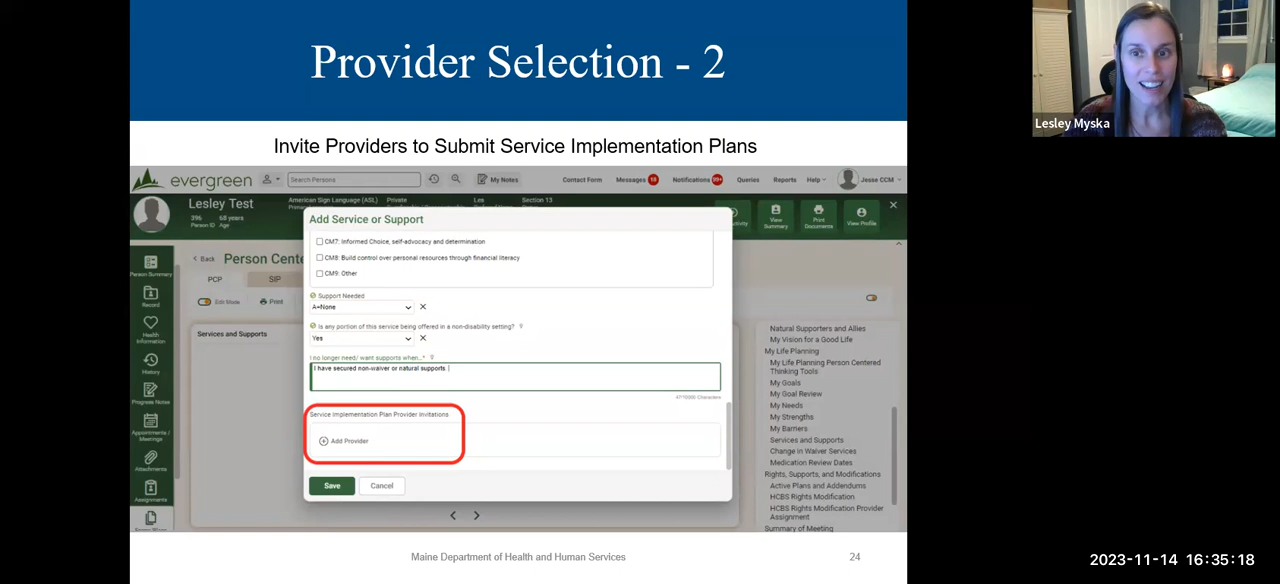 Provider Selection - 2
Invite Providers to Submit Service Implementation Plans
evergreen
Search Persons
My Notes
Contact Form
Messages 18
Notifications 99+
Queries
Reports
Help
Jesse CCM
Lesley Test
396
Person ID
68 years
Age
American Sign Language (ASL)
Private
Section 13
View Summary
Print Documents
View Profile
Back
Person Cente
PCP
SIP
Edit Mode
Print
Services and Supports
Person Summary
Record
Health Information
History
Progress Notes
Appointments / Meetings
Attachments
Assignments
Add Service or Support
CM7: Informed Choice, self-advocacy and determination
CM8: Build control over personal resources through financial literacy
CM9: Other
Support Needed
A=None
Is any portion of this service being offered in a non-disability setting?
Yes
I no longer need/ want supports when...*
I have secured non-waiver or natural supports
47/10000 Characters
Service Implementation Plan Provider Invitations
Add Provider
Save
Cancel
Natural Supporters and Allies
My Vision for a Good Life
My Life Planning
My Life Planning Person Centered
Thinking Tools
My Goals
My Goal Review
My Needs
My Strengths
My Barriers
Services and Supports
Change in Waiver Services
Medication Review Dates
Rights, Supports, and Modifications
Active Plans and Addendums
HCBS Rights Modification
HCBS Rights Modification Provider
Assignment
Summary of Meeting
Maine Department of Health and Human Services
24
Lesley Myska
2023-11-14 16:35:18